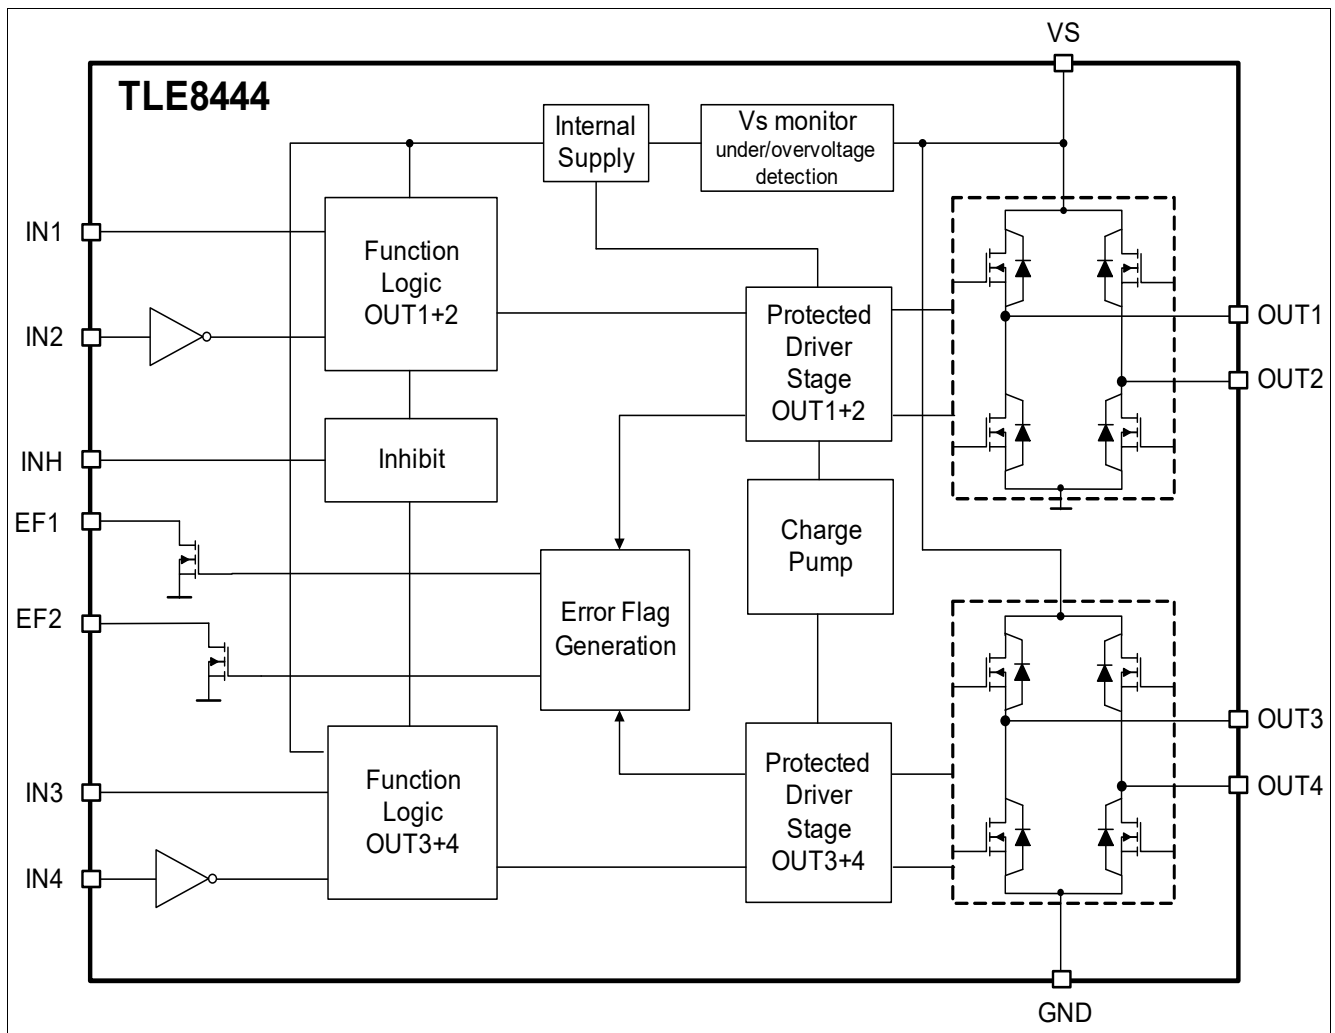 VS
TLE8444
Internal
Supply
Vs monitor
under/overvoltage
detection
IN1
Function
Logic
OUT1+2
IN2
Protected
Driver
Stage
OUT1+2
OUT1
OUT2
INH
Inhibit
EF1
Charge
Pump
EF2
Error Flag
Generation
OUT3
IN3
Function
Logic
OUT3+4
Protected
Driver
Stage
OUT3+4
OUT4
IN4
GND